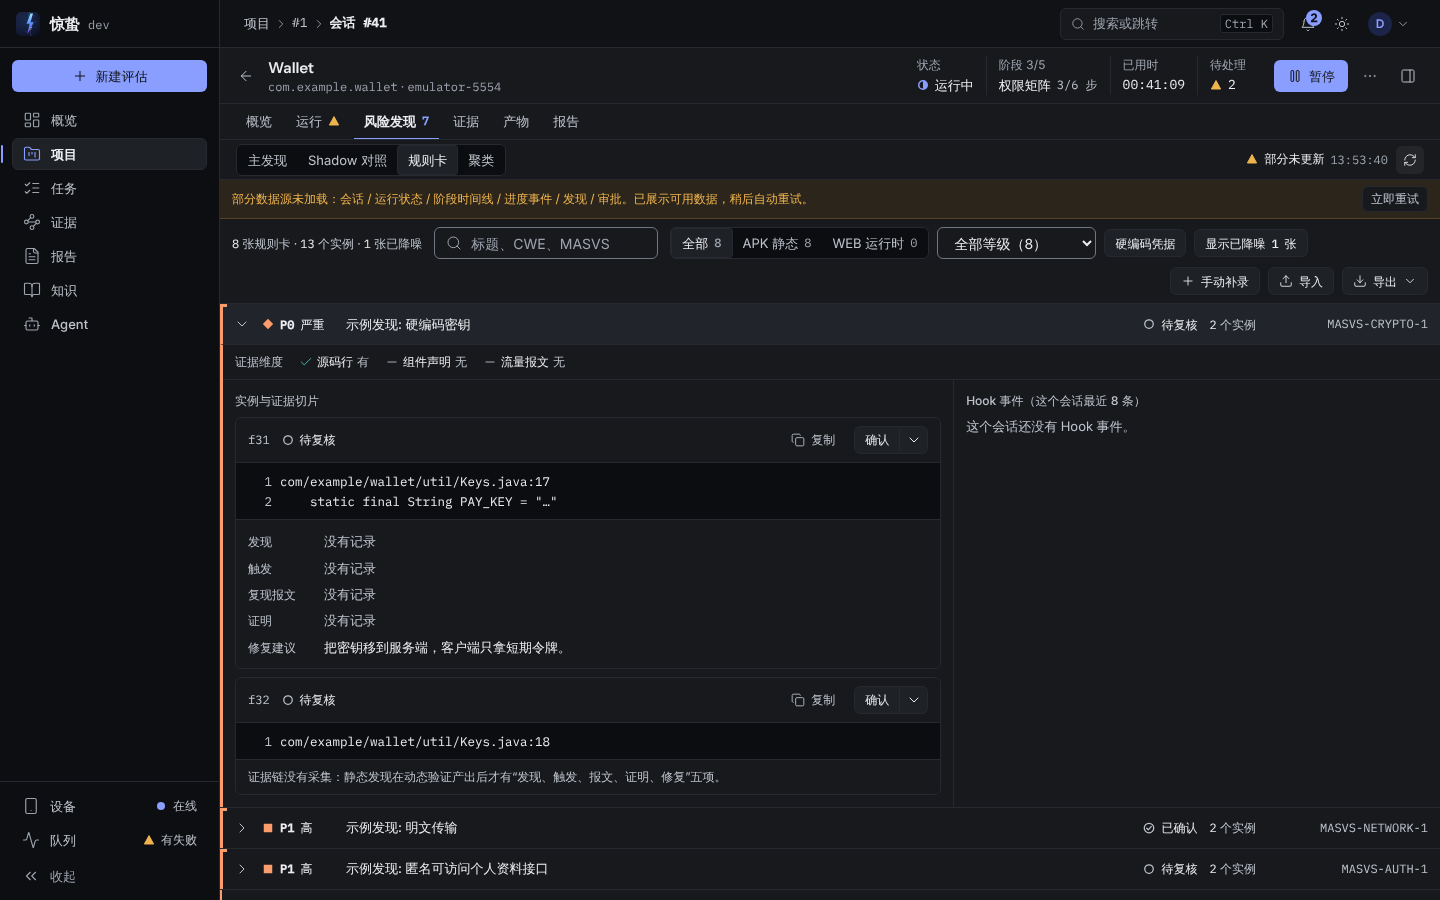 惊蛰 dev
项目 > #1 > 会话 #41
搜索或跳转 Ctrl K
2
D
新建评估
概览
项目
任务
证据
报告
知识
Agent
设备 在线
队列 有失败
收起
Wallet
com.example.wallet·emulator-5554
状态
运行中
阶段 3/5
权限矩阵 3/6 步
已用时
00:41:09
待处理
2
暂停
概览 运行 风险发现 7 证据 产物 报告
主发现 Shadow 对照 规则卡 聚类
部分未更新 13:53:40
部分数据源未加载：会话 / 运行状态 / 阶段时间线 / 进度事件 / 发现 / 审批。已展示可用数据，稍后自动重试。
立即重试
8 张规则卡 · 13 个实例 · 1 张已降噪
标题、CWE、MASVS
全部 8 APK 静态 8 WEB 运行时 0
全部等级（8）
硬编码凭据
显示已降噪 1 张
手动补录 导入 导出
P0 严重 示例发现: 硬编码密钥 待复核 2 个实例 MASVS-CRYPTO-1
证据维度 源码行 有 组件声明 无 流量报文 无
实例与证据切片
f31 待复核 复制 确认
1 com/example/wallet/util/Keys.java:17
2 static final String PAY_KEY = "…"
发现 没有记录
触发 没有记录
复现报文 没有记录
证明 没有记录
修复建议 把密钥移到服务端，客户端只拿短期令牌。
f32 待复核 复制 确认
1 com/example/wallet/util/Keys.java:18
证据链没有采集：静态发现在动态验证产出后才有“发现、触发、报文、证明、修复”五项。
Hook 事件（这个会话最近 8 条）
这个会话还没有 Hook 事件。
P1 高 示例发现: 明文传输 已确认 2 个实例 MASVS-NETWORK-1
P1 高 示例发现: 匿名可访问个人资料接口 待复核 2 个实例 MASVS-AUTH-1